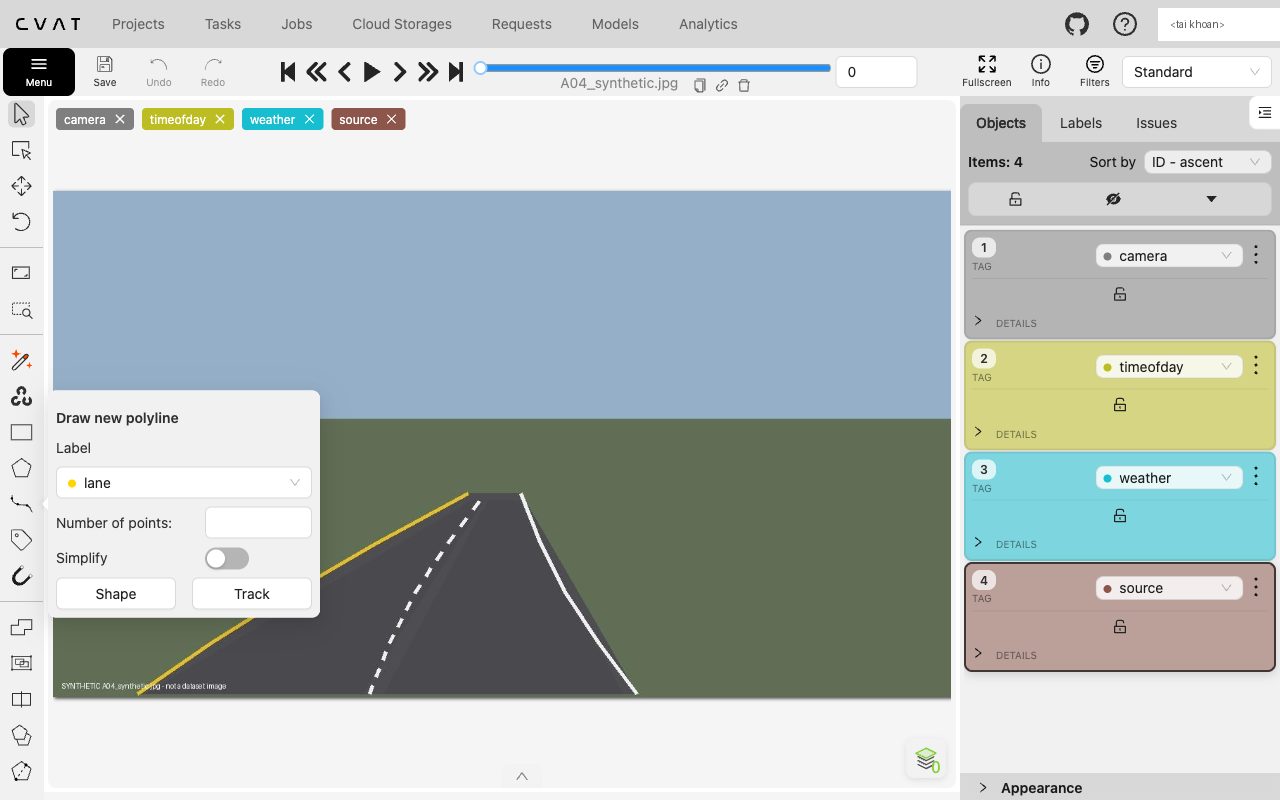 CVAT Projects Tasks Jobs Cloud Storages Requests Models Analytics <tai khoan>
Menu Save Undo Redo A04_synthetic.jpg 0 Fullscreen Info Filters Standard
camera timeofday weather source
Objects Labels Issues
Items: 4 Sort by ID - ascent
1 TAG camera
DETAILS
2 TAG timeofday
DETAILS
3 TAG weather
DETAILS
4 TAG source
DETAILS
Draw new polyline
Label
lane
Number of points:
Simplify
Shape Track
SYNTHETIC A04_synthetic.jpg - not a dataset image
0
Appearance